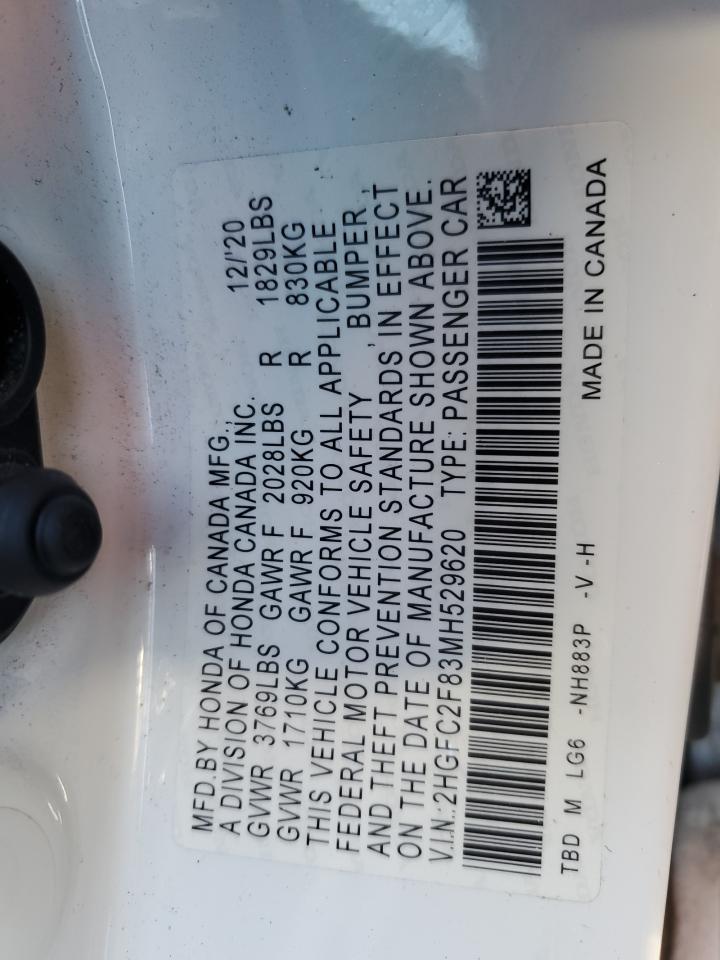 MFD.BY HONDA OF CANADA MFG., 12/'20
A DIVISION OF HONDA CANADA INC.
GVWR 3769LBS GAWR F 2028LBS R 1829LBS
GVWR 1710KG GAWR F 920KG R 830KG
THIS VEHICLE CONFORMS TO ALL APPLICABLE
FEDERAL MOTOR VEHICLE SAFETY , BUMPER ,
AND THEFT PREVENTION STANDARDS IN EFFECT
ON THE DATE OF MANUFACTURE SHOWN ABOVE.
V.I.N.:2HGFC2F83MH529620 TYPE: PASSENGER CAR
TBD M LG6 -NH883P -V -H MADE IN CANADA